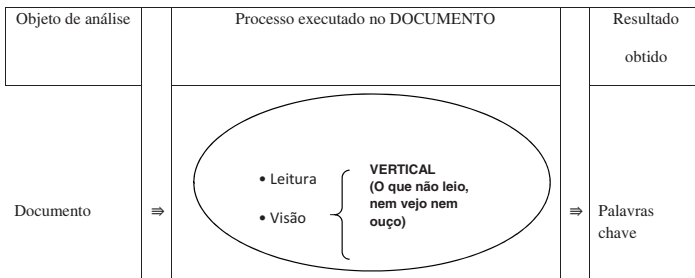 Objeto de análise
Processo executado no DOCUMENTO
Resultado
obtido
Documento
⇛
• Leitura
• Visão
VERTICAL
(O que não leio,
nem vejo nem
ouço)
⇛
Palavras
chave